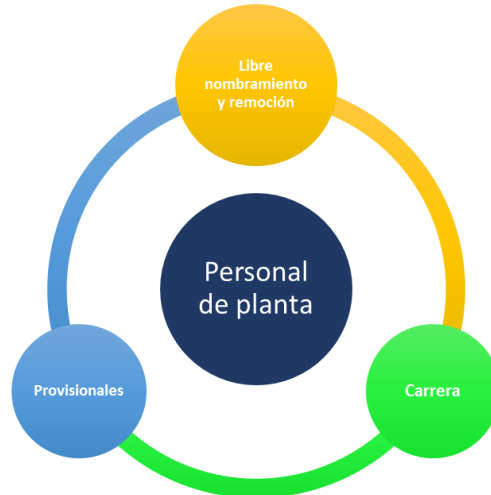 Libre
nombramiento
y remoción
Personal
de planta
Provisionales
Carrera